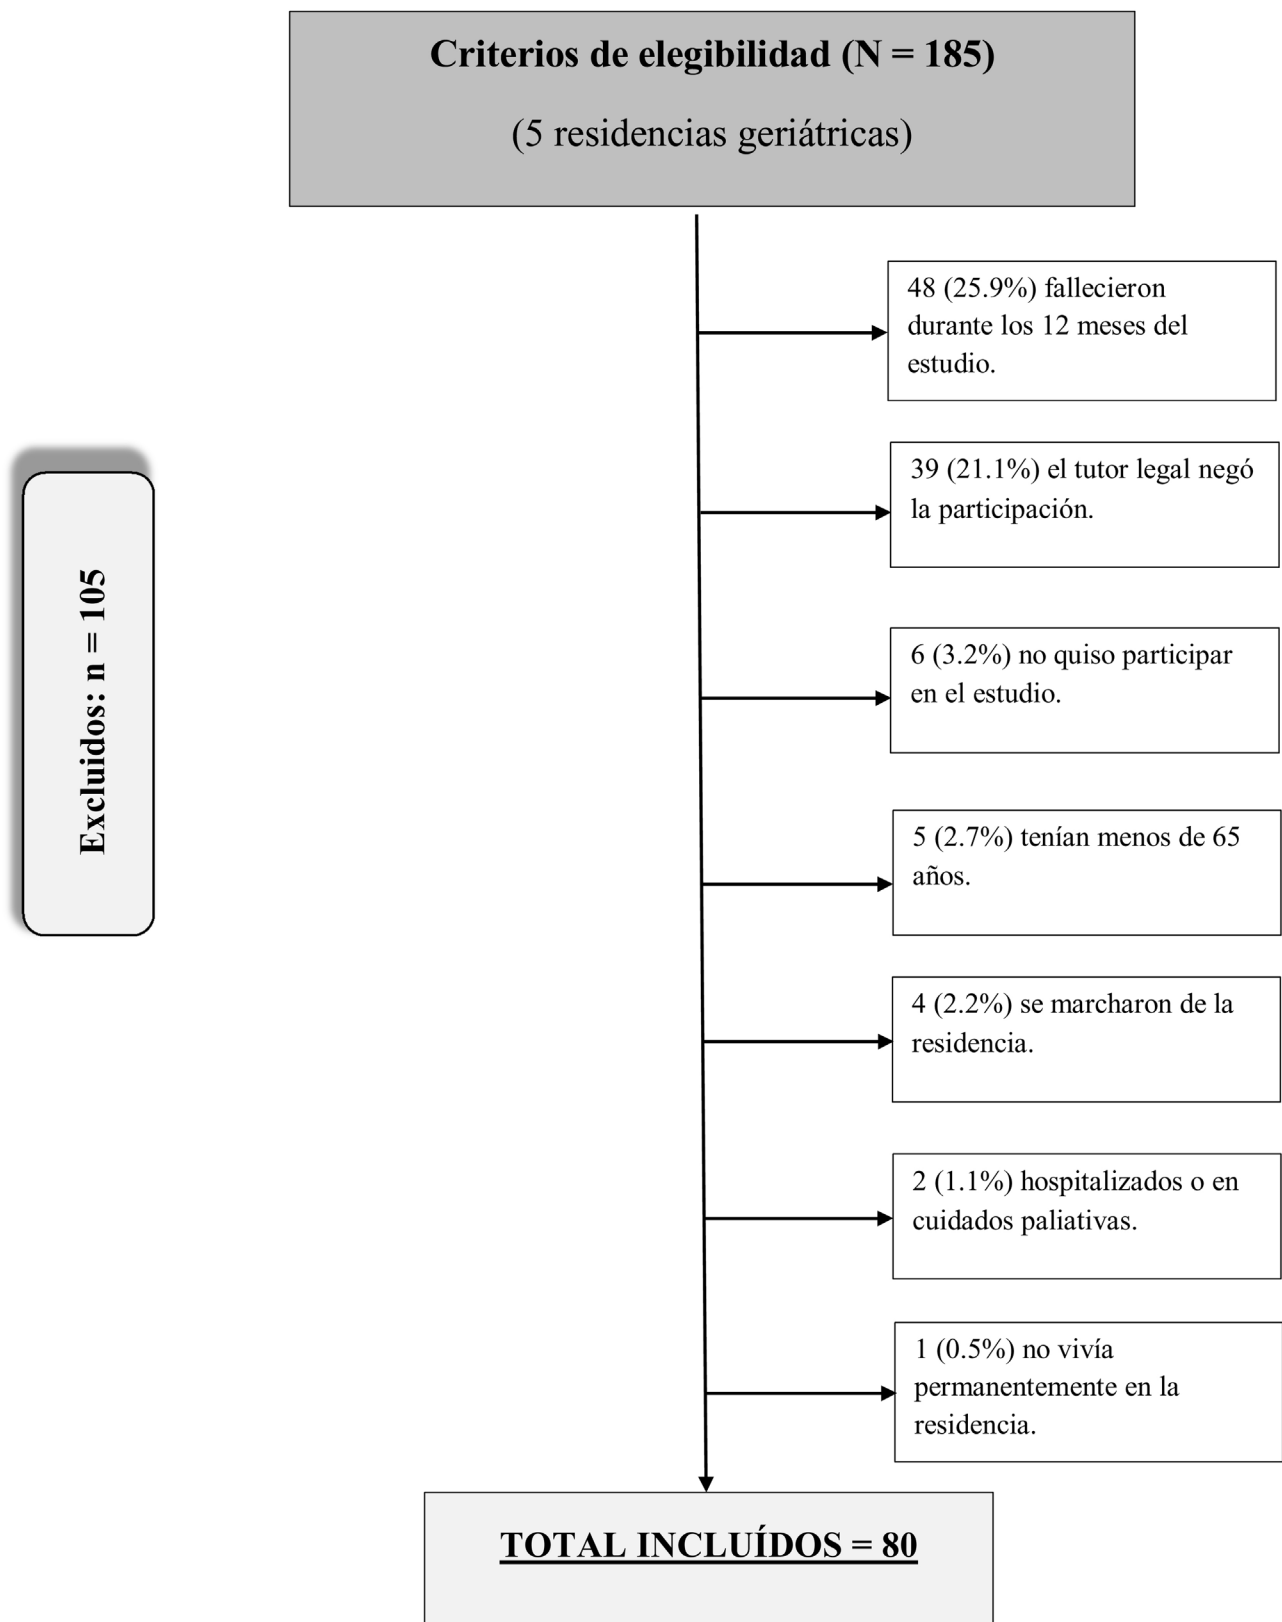 Criterios de elegibilidad (N = 185)
(5 residencias geriátricas)
48 (25.9%) fallecieron
durante los 12 meses del
estudio.
39 (21.1%) el tutor legal negó
la participación.
Excluidos: n = 105
6 (3.2%) no quiso participar
en el estudio.
5 (2.7%) tenían menos de 65
años.
4 (2.2%) se marcharon de la
residencia.
2 (1.1%) hospitalizados o en
cuidados paliativas.
1 (0.5%) no vivía
permanentemente en la
residencia.
TOTAL INCLUÍDOS = 80